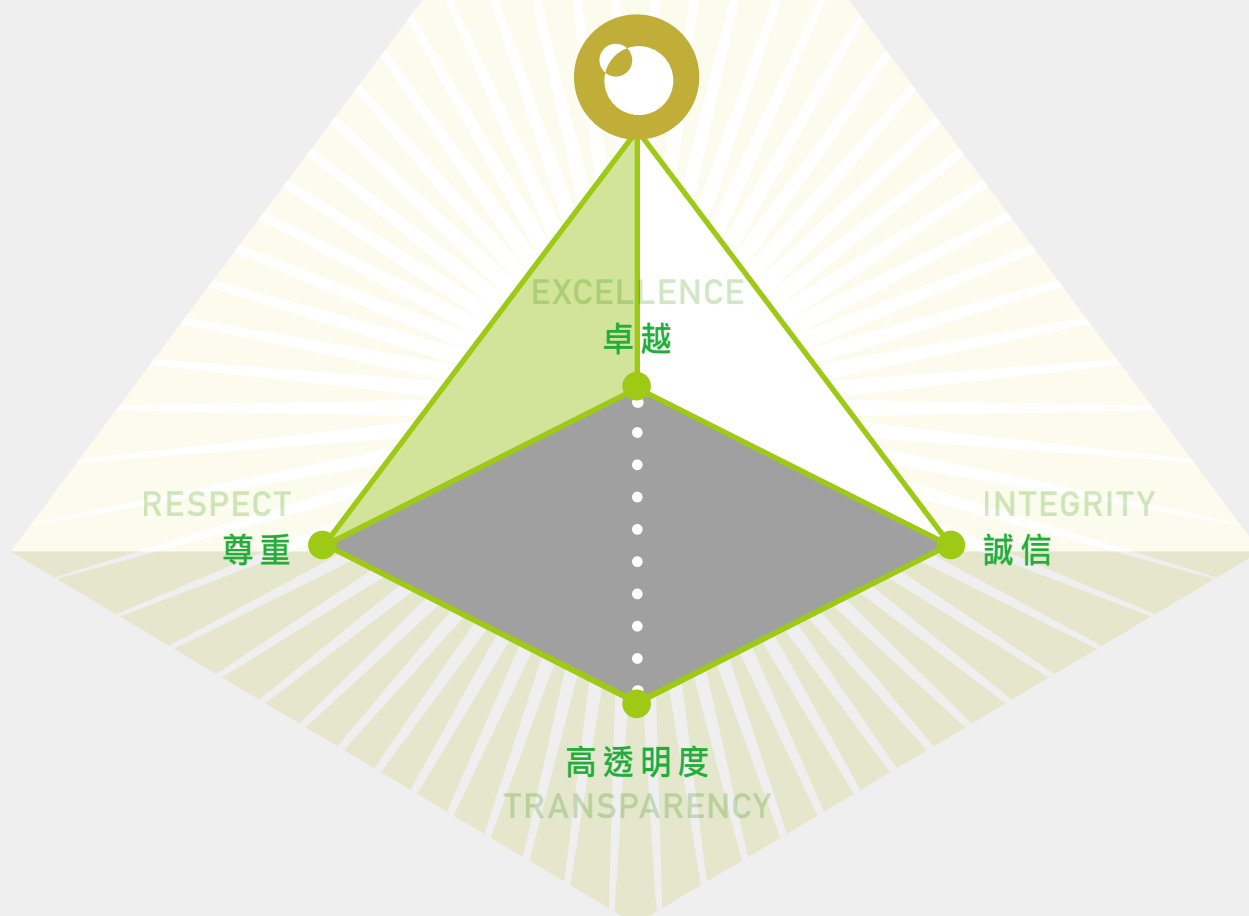 EXCELLENCE
卓越
RESPECT
尊重
INTEGRITY
誠信
高透明度
TRANSPARENCY